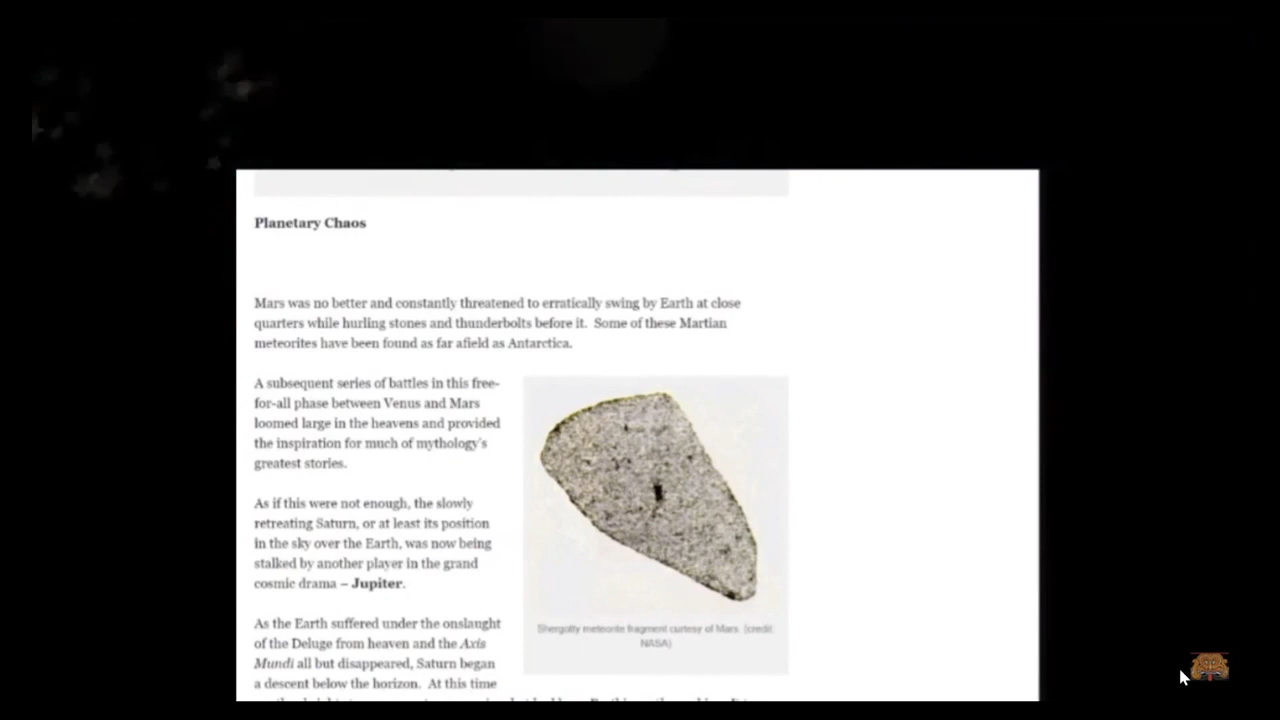 Planetary Chaos
Mars was no better and constantly threatened to erratically swing by Earth at close
quarters while hurling stones and thunderbolts before it.  Some of these Martian
meteorites have been found as far afield as Antarctica.
A subsequent series of battles in this free-
for-all phase between Venus and Mars
loomed large in the heavens and provided
the inspiration for much of mythology's
greatest stories.
As if this were not enough, the slowly
retreating Saturn, or at least its position
in the sky over the Earth, was now being
stalked by another player in the grand
cosmic drama – Jupiter.
As the Earth suffered under the onslaught
of the Deluge from heaven and the Axis
Mundi all but disappeared, Saturn began
a descent below the horizon.  At this time
Shergotty meteorite fragment curtesy of Mars. (credit:
NASA)